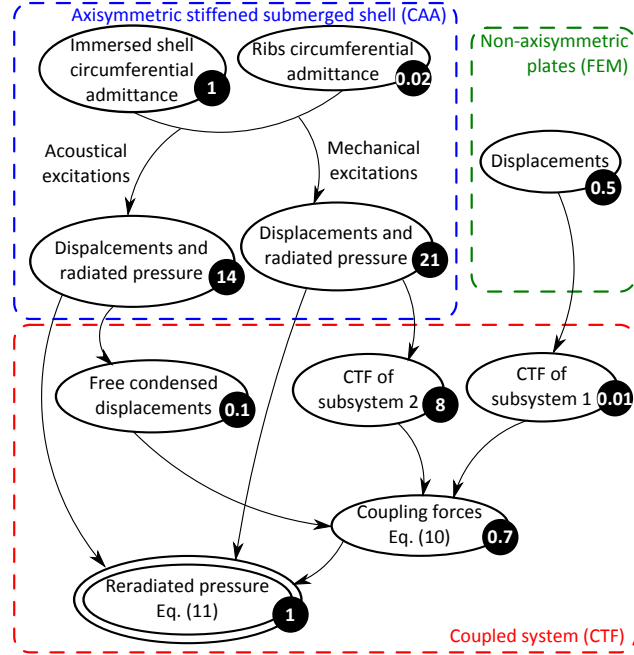 Axisymmetric stiffened submerged shell (CAA)
Immersed shell
circumferential
admittance
1
Ribs circumferential
admittance
0.02
Non-axisymmetric
plates (FEM)
Acoustical
excitations
Mechanical
excitations
Displacements
0.5
Dispalcements and
radiated pressure
14
Displacements and
radiated pressure
21
Free condensed
displacements
0.1
CTF of
subsystem 2
8
CTF of
subsystem 1
0.01
Coupling forces
Eq. (10)
0.7
Reradiated pressure
Eq. (11)
1
Coupled system (CTF)